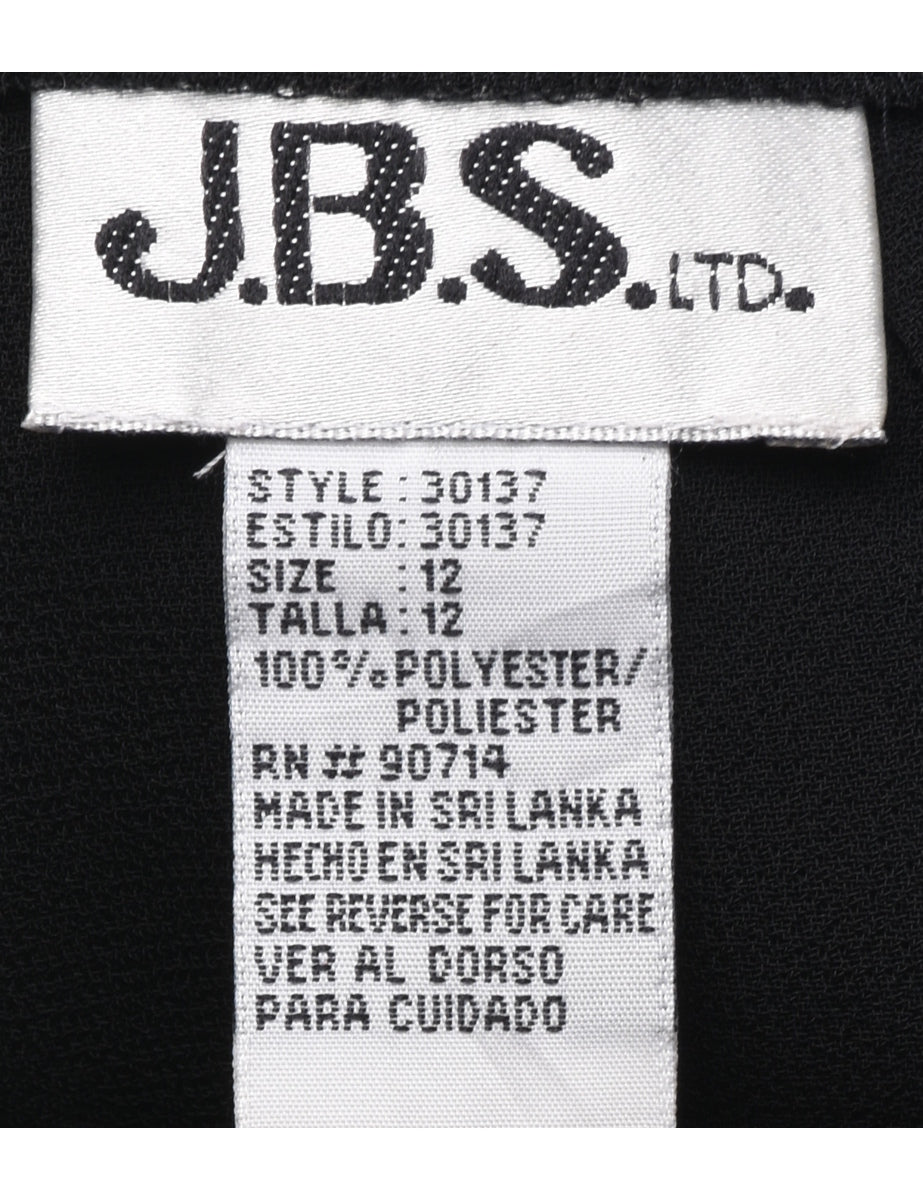 J.B.S. LTD.
STYLE : 30137
ESTILO: 30137
SIZE : 12
TALLA : 12
100% POLYESTER/
POLIESTER
RN # 90714
MADE IN SRI LANKA
HECHO EN SRI LANKA
SEE REVERSE FOR CARE
VER AL DORSO
PARA CUIDADO